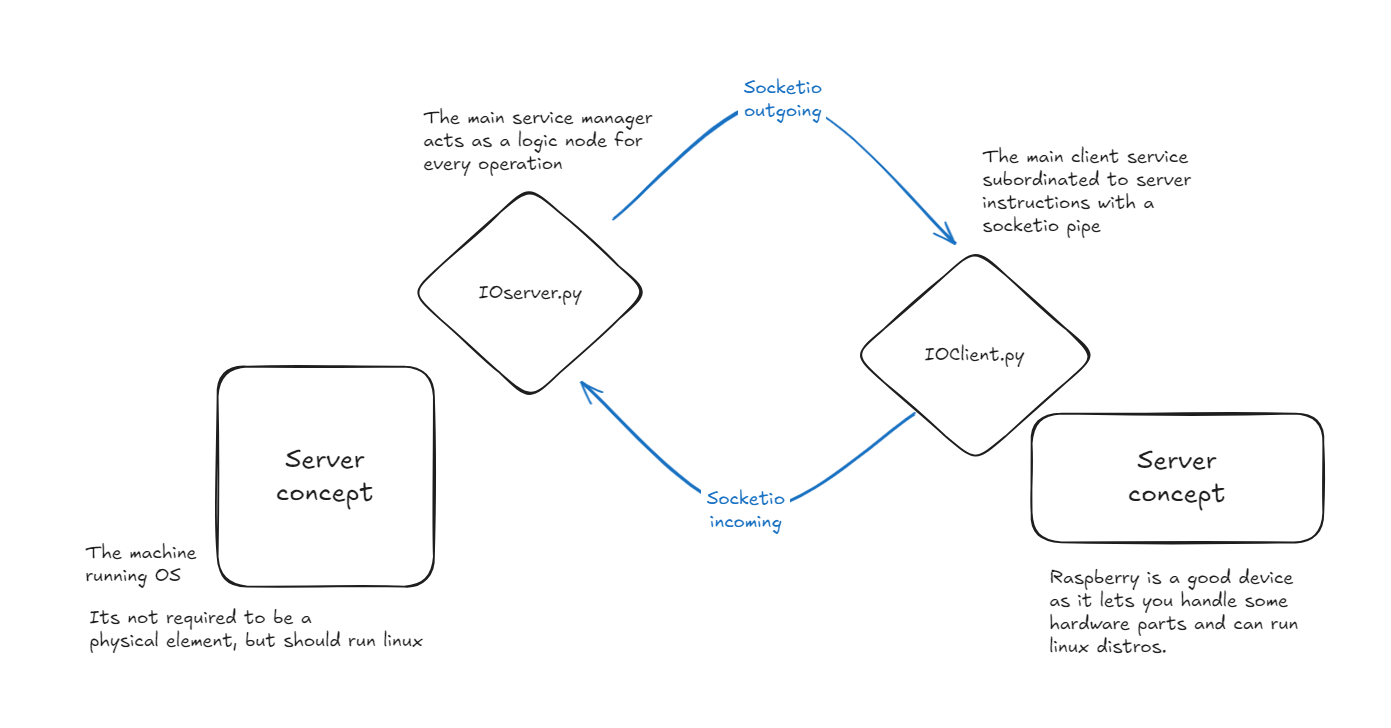 Socketio
outgoing
The main service manager
acts as a logic node for
every operation
The main client service
subordinated to server
instructions with a
socketio pipe
IOserver.py
IOClient.py
Server
concept
Server
concept
Socketio
incoming
The machine
running OS
Its not required to be a
physical element, but should run linux
Raspberry is a good device
as it lets you handle some
hardware parts and can run
linux distros.